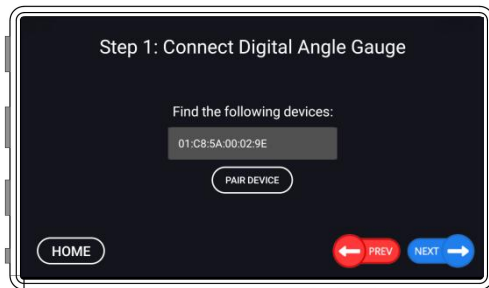 Step 1: Connect Digital Angle Gauge
Find the following devices:
01:C8:5A:00:02:9E
PAIR DEVICE
HOME
PREV
NEXT